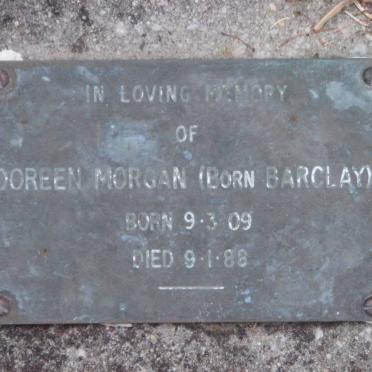 IN LOVING MEMORY
OF
DOREEN MORGAN (BORN BARCLAY)
BORN 9·3·09
DIED 9·1·88